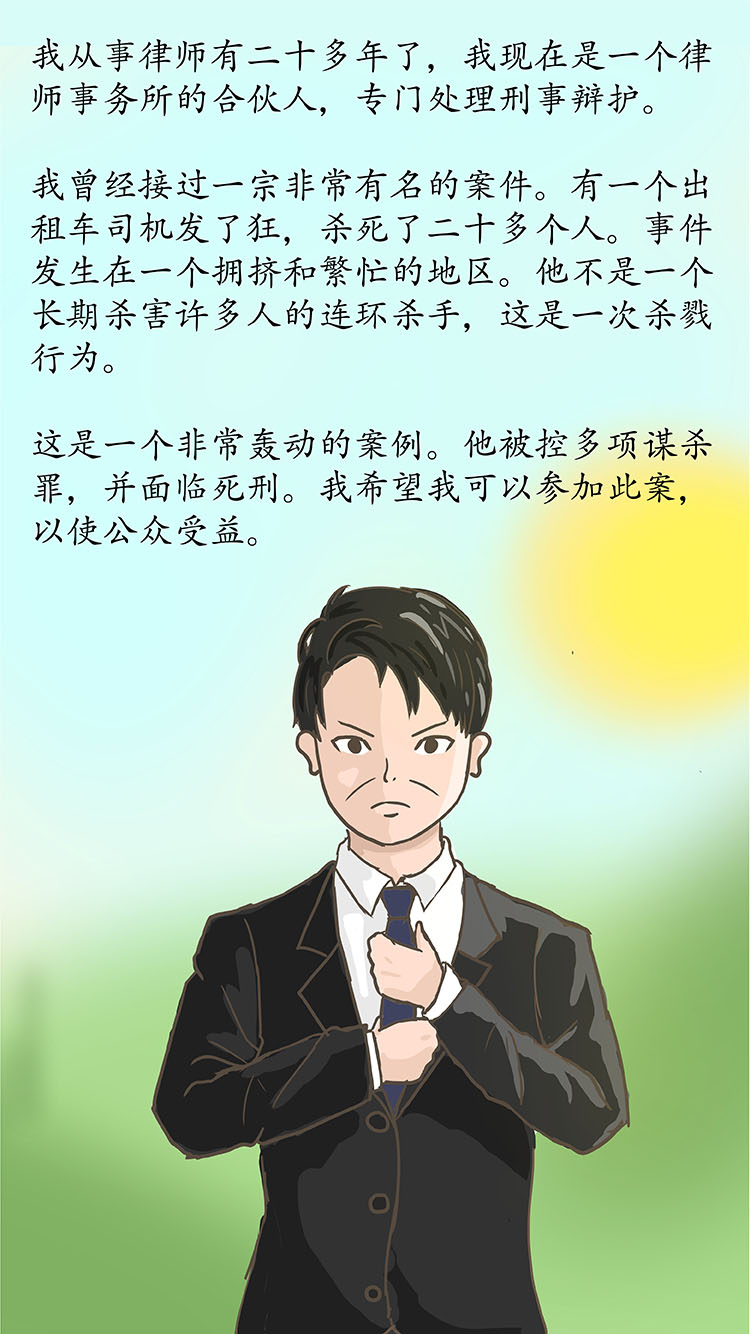 我从事律师有二十多年了，我现在是一个律
师事务所的合伙人，专门处理刑事辩护。
我曾经接过一宗非常有名的案件。有一个出
租车司机发了狂，杀死了二十多个人。事件
发生在一个拥挤和繁忙的地区。他不是一个
长期杀害许多人的连环杀手，这是一次杀戮
行为。
这是一个非常轰动的案例。他被控多项谋杀
罪，并面临死刑。我希望我可以参加此案，
以使公众受益。